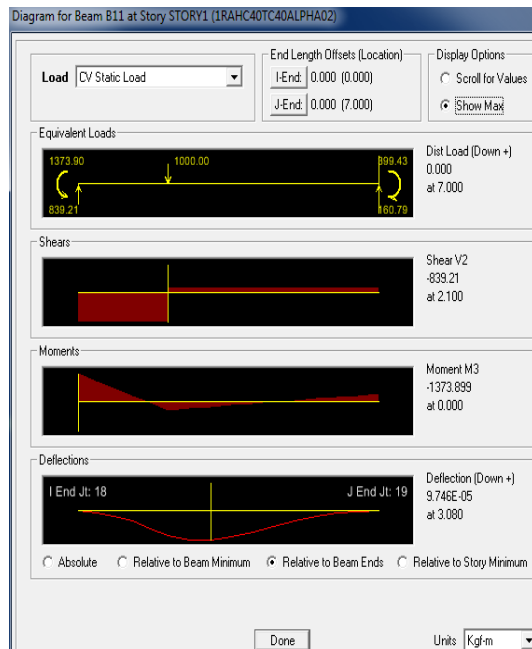 Diagram for Beam B11 at Story STORY1 (1RAHC40TC40ALPHA02)
Load CV Static Load
End Length Offsets (Location)
I-End: 0.000 (0.000)
J-End: 0.000 (7.000)
Display Options
Scroll for Values
Show Max
Equivalent Loads
1373.90 1000.00 399.43
839.21 160.79
Dist Load (Down +)
0.000
at 7.000
Shears
Shear V2
-839.21
at 2.100
Moments
Moment M3
-1373.899
at 0.000
Deflections
I End Jt: 18 J End Jt: 19
Deflection (Down +)
9.746E-05
at 3.080
Absolute Relative to Beam Minimum Relative to Beam Ends Relative to Story Minimum
Done Units Kgf-m